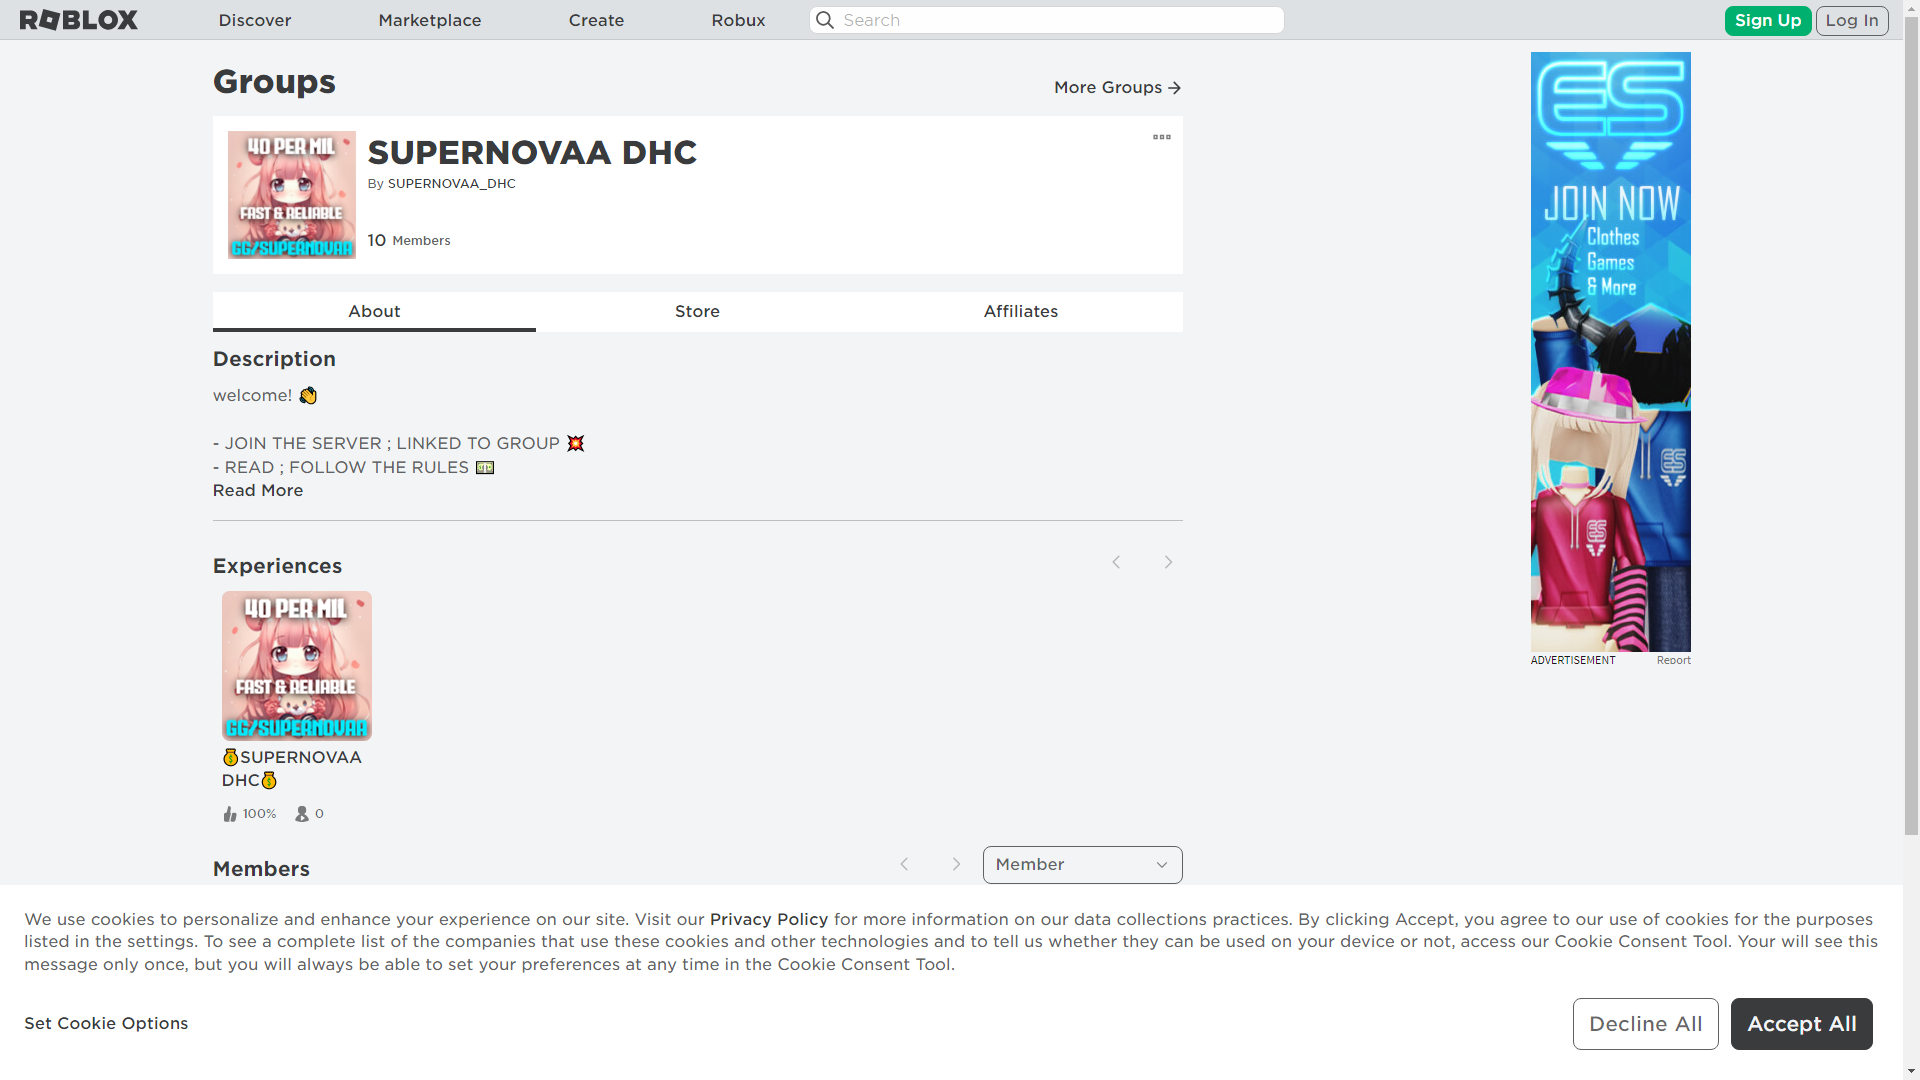 ROBLOX
Discover
Marketplace
Create
Robux
Search
Sign Up
Log In
Groups
More Groups
40 PER MIL
FAST & RELIABLE
GG/SUPERNOVAA
SUPERNOVAA DHC
By SUPERNOVAA_DHC
10 Members
About
Store
Affiliates
Description
welcome! 👏
- JOIN THE SERVER ; LINKED TO GROUP 💥
- READ ; FOLLOW THE RULES 💵
Read More
Experiences
40 PER MIL
FAST & RELIABLE
GG/SUPERNOVAA
💰SUPERNOVAA
DHC💰
100%
0
Members
Member
ES
JOIN NOW
Clothes
Games
& More
ES
ES
ADVERTISEMENT
Report
We use cookies to personalize and enhance your experience on our site. Visit our Privacy Policy for more information on our data collections practices. By clicking Accept, you agree to our use of cookies for the purposes
listed in the settings. To see a complete list of the companies that use these cookies and other technologies and to tell us whether they can be used on your device or not, access our Cookie Consent Tool. Your will see this
message only once, but you will always be able to set your preferences at any time in the Cookie Consent Tool.
Set Cookie Options
Decline All
Accept All